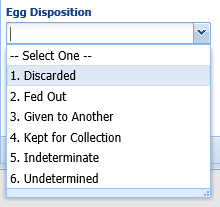 Egg Disposition
-- Select One --
1. Discarded
2. Fed Out
3. Given to Another
4. Kept for Collection
5. Indeterminate
6. Undetermined